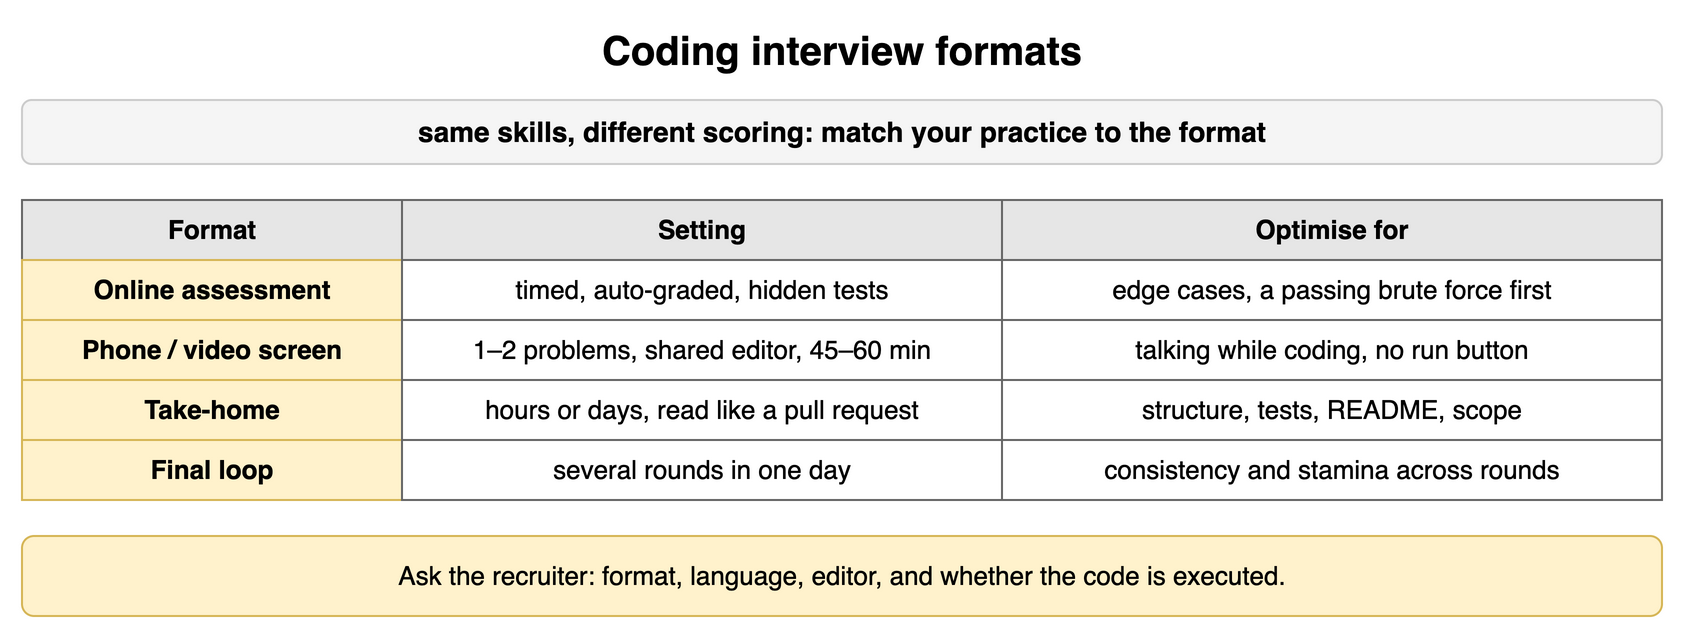 Coding interview formats
same skills, different scoring: match your practice to the format
Format Setting Optimise for
Online assessment timed, auto-graded, hidden tests edge cases, a passing brute force first
Phone / video screen 1–2 problems, shared editor, 45–60 min talking while coding, no run button
Take-home hours or days, read like a pull request structure, tests, README, scope
Final loop several rounds in one day consistency and stamina across rounds
Ask the recruiter: format, language, editor, and whether the code is executed.